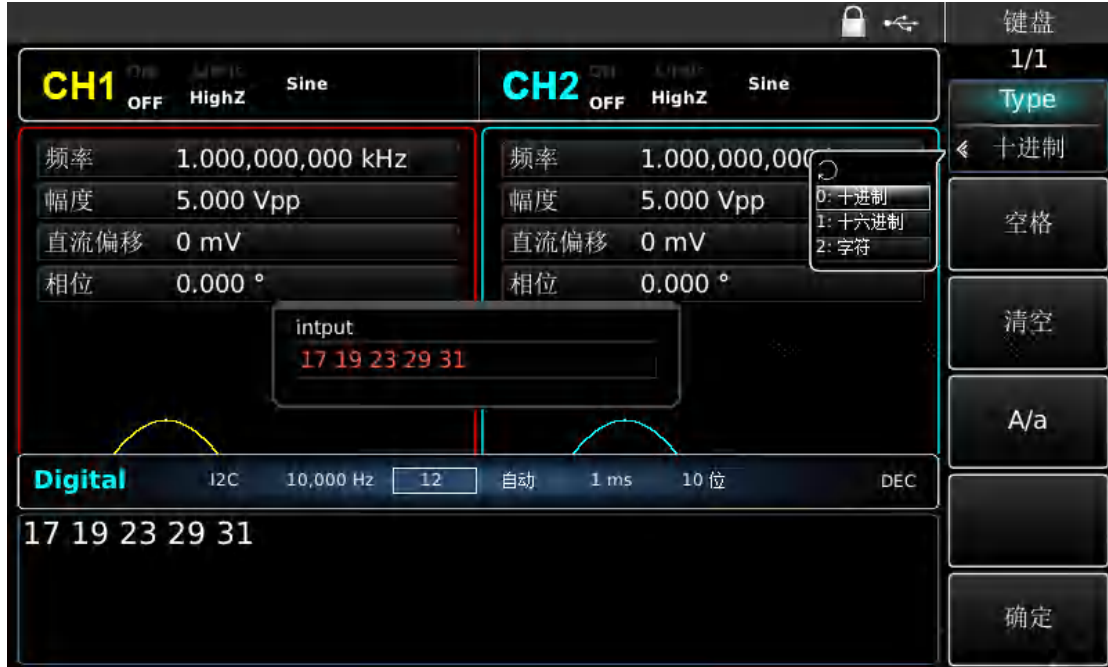 键盘
1/1
CH1 OFF HighZ Sine
CH2 OFF HighZ Sine
Type
十进制
频率 1.000,000,000 kHz
幅度 5.000 Vpp
直流偏移 0 mV
相位 0.000 °
频率 1.000,000,000
幅度 5.000 Vpp
直流偏移 0 mV
相位 0.000 °
0: 十进制
1: 十六进制
2: 字符
空格
清空
A/a
确定
intput
17 19 23 29 31
Digital I2C 10,000 Hz 12 自动 1 ms 10 位 DEC
17 19 23 29 31